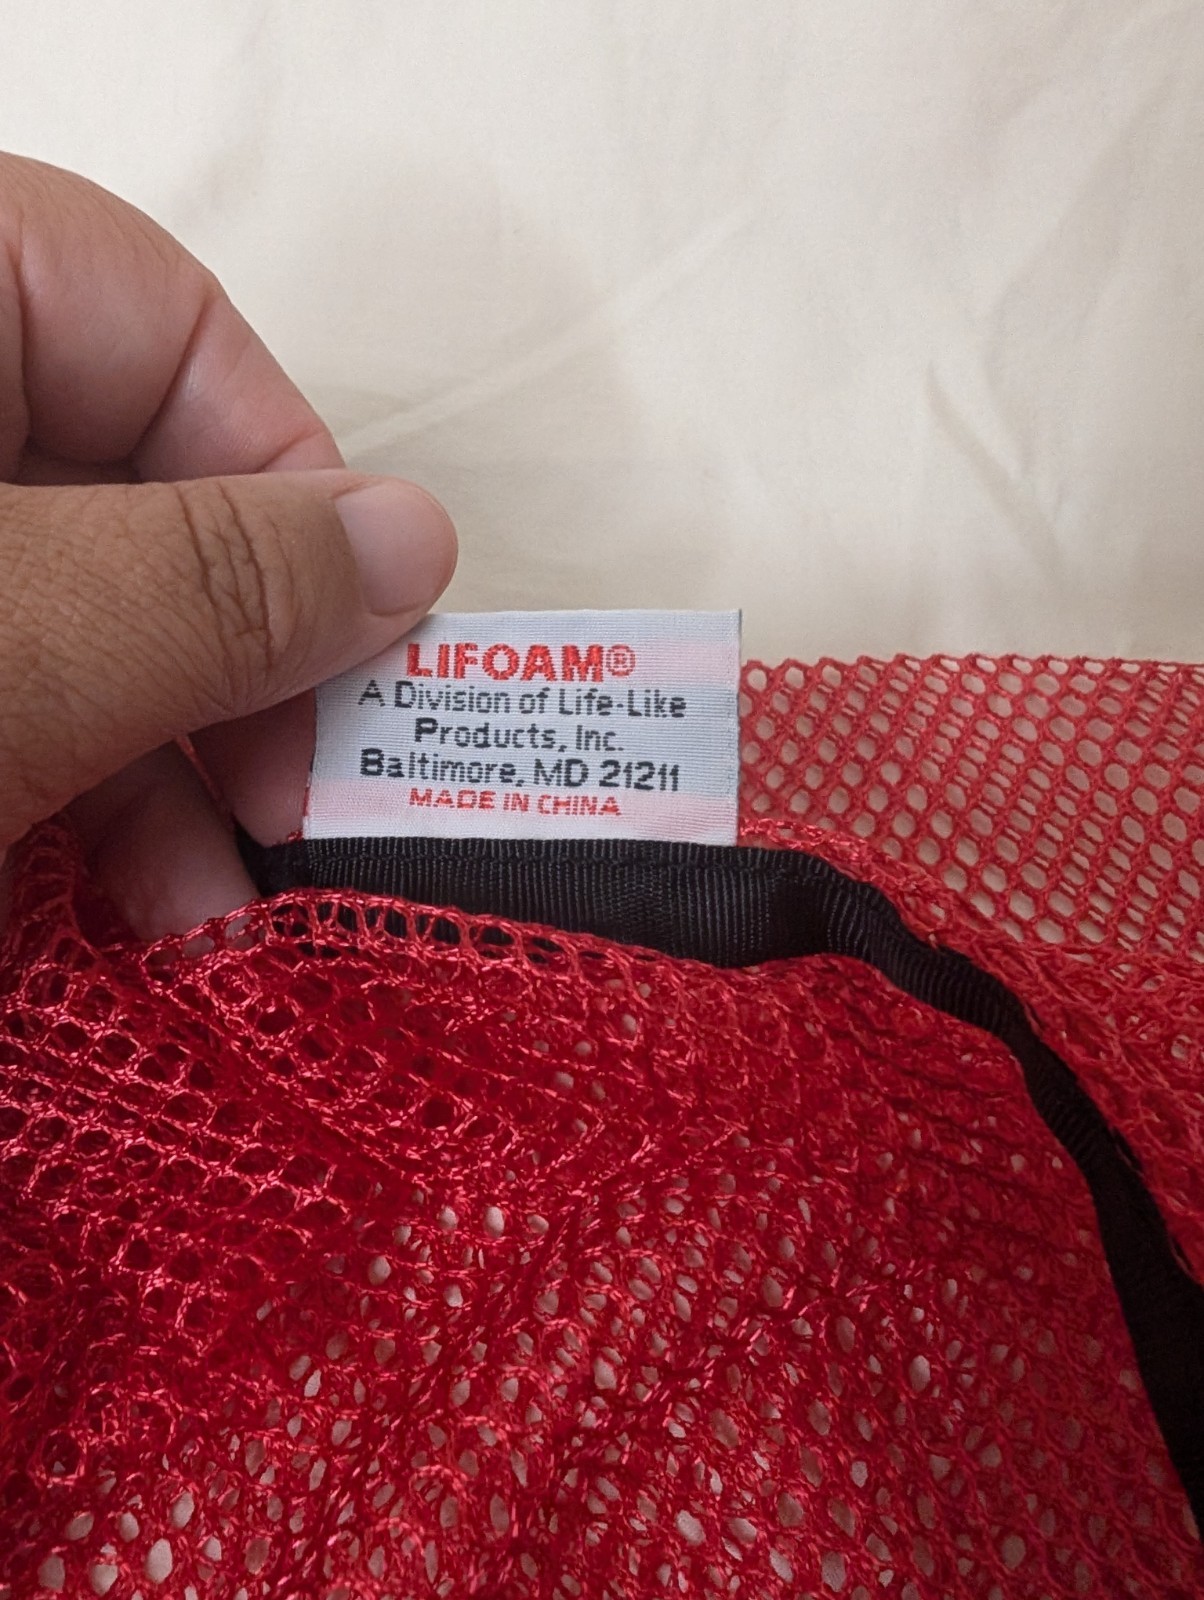 LIFOAM®
A Division of Life-Like
Products, Inc.
Baltimore, MD 21211
MADE IN CHINA